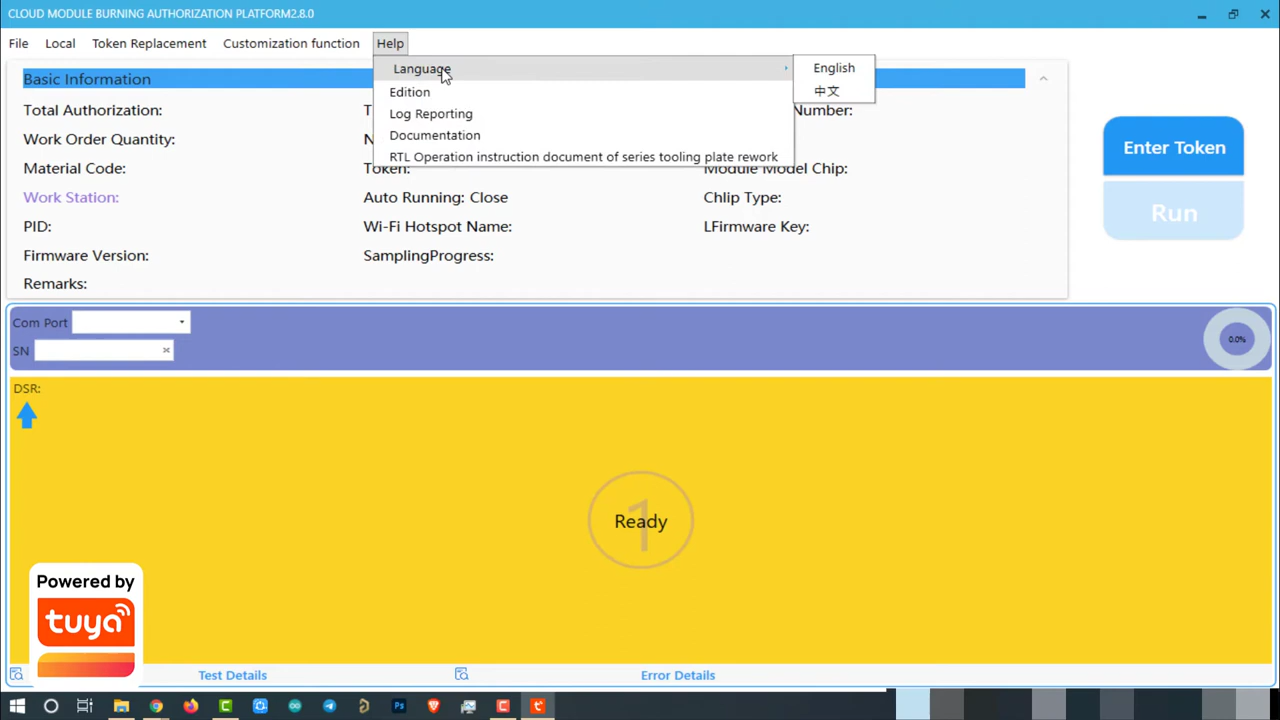 CLOUD MODULE BURNING AUTHORIZATION PLATFORM2.8.0
File Local Token Replacement Customization function Help
Language
Edition
Log Reporting
Documentation
RTL Operation instruction document of series tooling plate rework
English
中文
Basic Information
Total Authorization: T Number:
Work Order Quantity: N
Material Code: Token: Module Model Chip:
Work Station: Auto Running: Close Chlip Type:
PID: Wi-Fi Hotspot Name: LFirmware Key:
Firmware Version: SamplingProgress:
Remarks:
Enter Token
Run
Com Port
SN
0.0%
DSR:
1
Ready
Powered by
tuya
Test Details Error Details